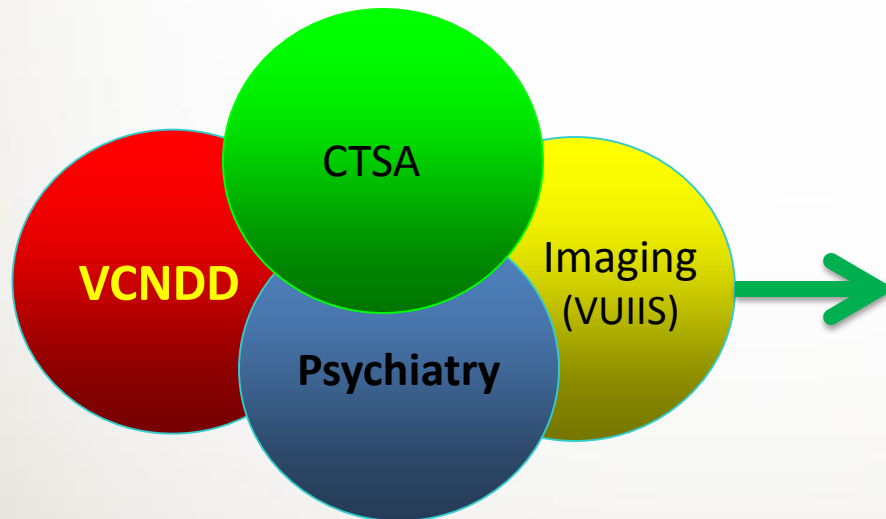 CTSA
VCNDD
Imaging
(VUIIS)
Psychiatry